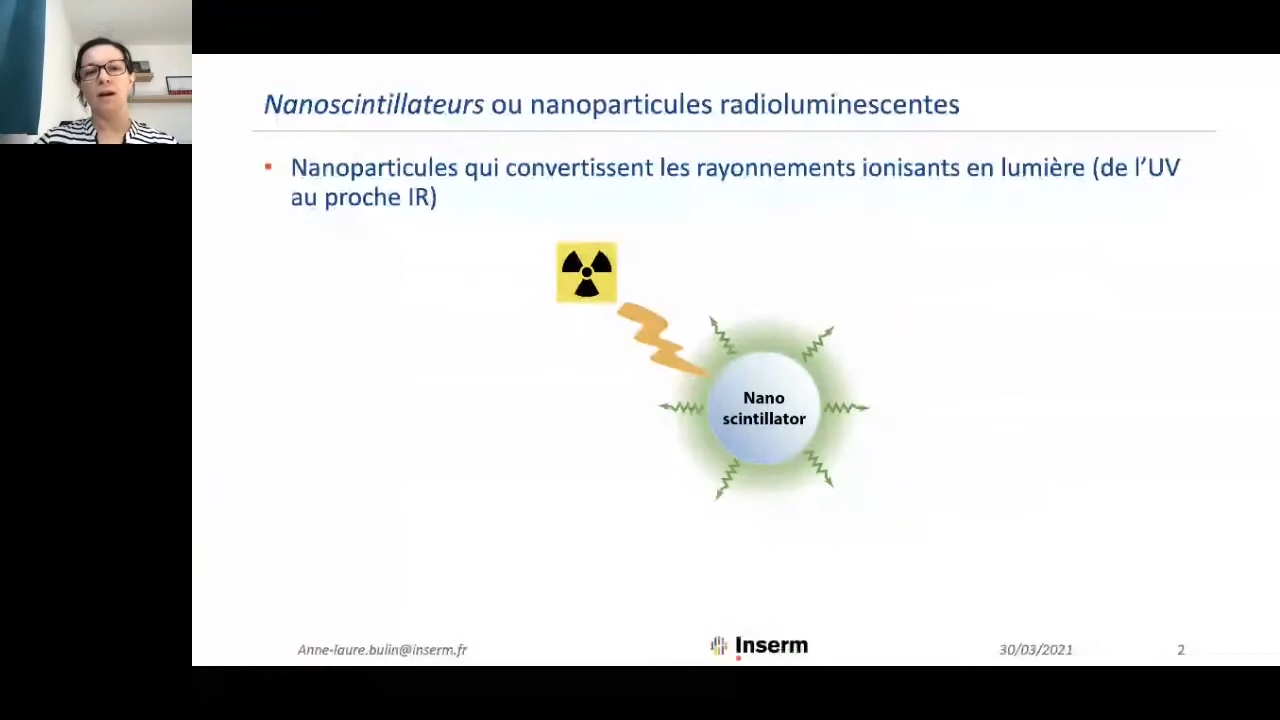 Nanoscintillateurs ou nanoparticules radioluminescentes
▪ Nanoparticules qui convertissent les rayonnements ionisants en lumière (de l’UV
au proche IR)
Nano
scintillator
Anne-laure.bulin@inserm.fr
Inserm
30/03/2021
2